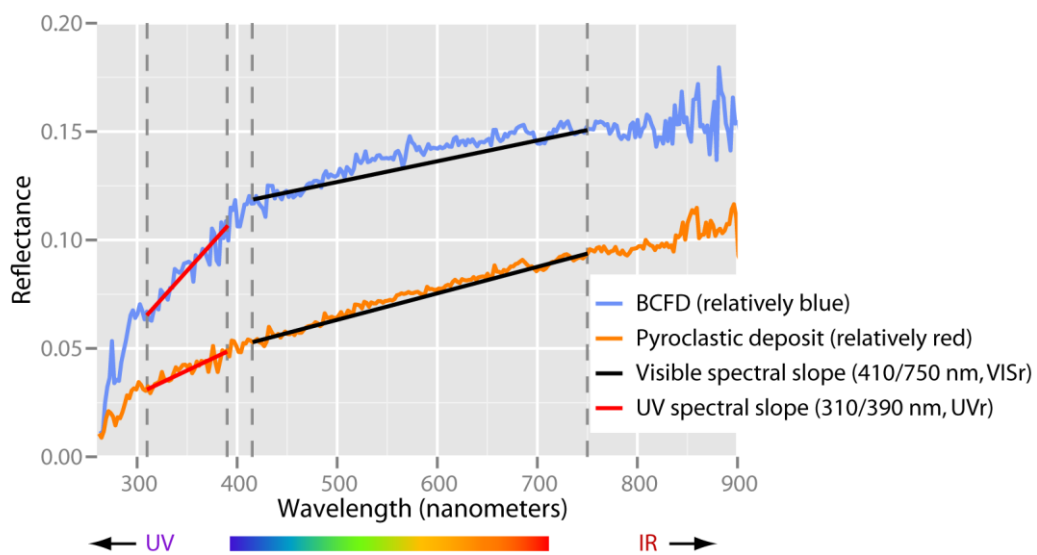 0.20
0.15
0.10
0.05
0.00
Reflectance
300 400 500 600 700 800 900
Wavelength (nanometers)
BCFD (relatively blue)
Pyroclastic deposit (relatively red)
Visible spectral slope (410/750 nm, VISr)
UV spectral slope (310/390 nm, UVr)
UV IR